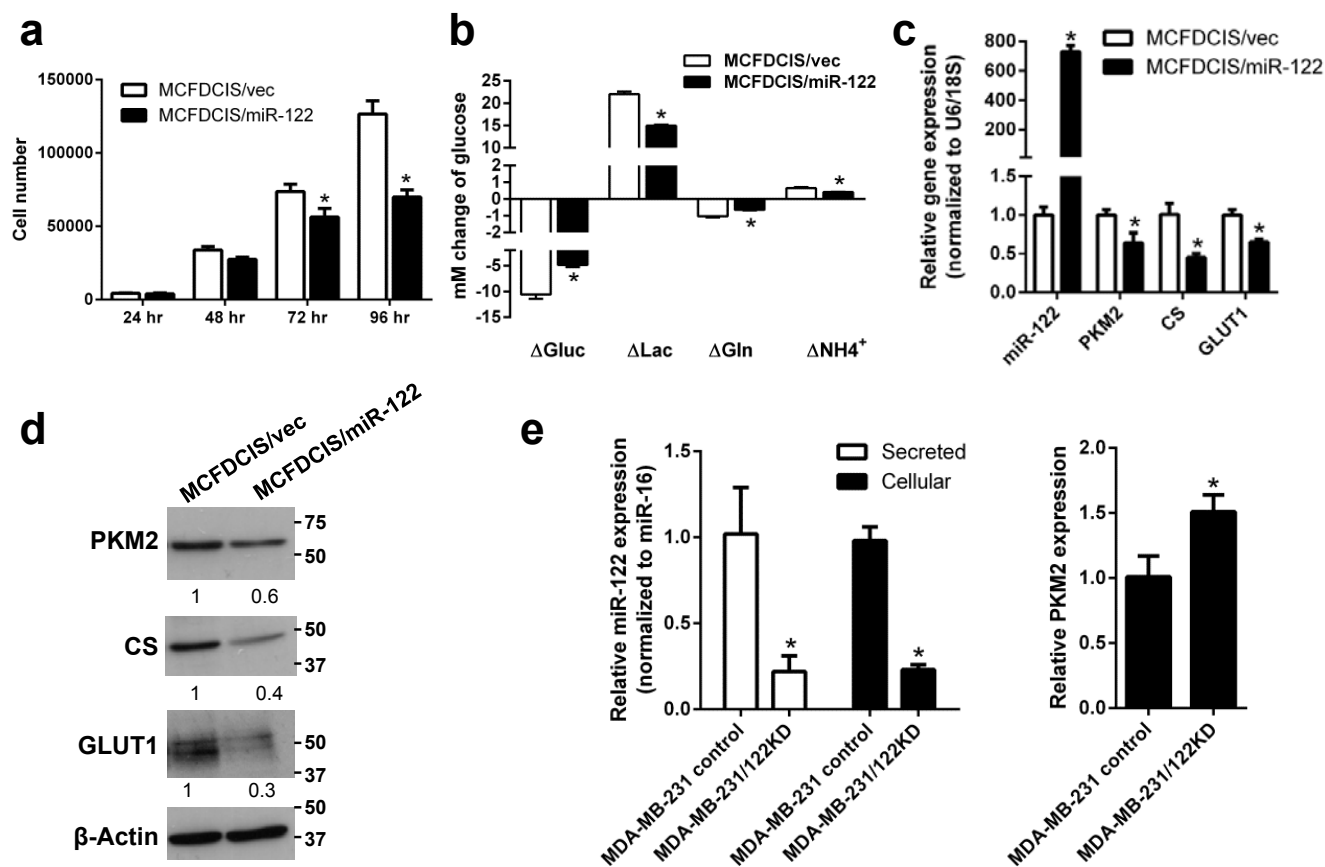 a
Cell number
150000
100000
50000
0
MCFDCIS/vec
MCFDCIS/miR-122
*
*
24 hr
48 hr
72 hr
96 hr
b
mM change of glucose
25
20
15
10
5
2
1
0
-1
-2
-5
-10
-15
MCFDCIS/vec
MCFDCIS/miR-122
*
*
*
*
ΔGluc
ΔLac
ΔGln
ΔNH4⁺
c
Relative gene expression
(normalized to U6/18S)
800
600
400
200
1.0
0.5
0.0
MCFDCIS/vec
MCFDCIS/miR-122
*
*
*
*
miR-122
PKM2
CS
GLUT1
d
MCFDCIS/vec
MCFDCIS/miR-122
PKM2
75
50
1
0.6
CS
50
37
1
0.4
GLUT1
50
37
1
0.3
β-Actin
50
37
e
Relative miR-122 expression
(normalized to miR-16)
1.5
1.0
0.5
0.0
Secreted
Cellular
*
*
MDA-MB-231 control
MDA-MB-231/122KD
MDA-MB-231 control
MDA-MB-231/122KD
Relative PKM2 expression
2.0
1.5
1.0
0.5
0.0
*
MDA-MB-231 control
MDA-MB-231/122KD